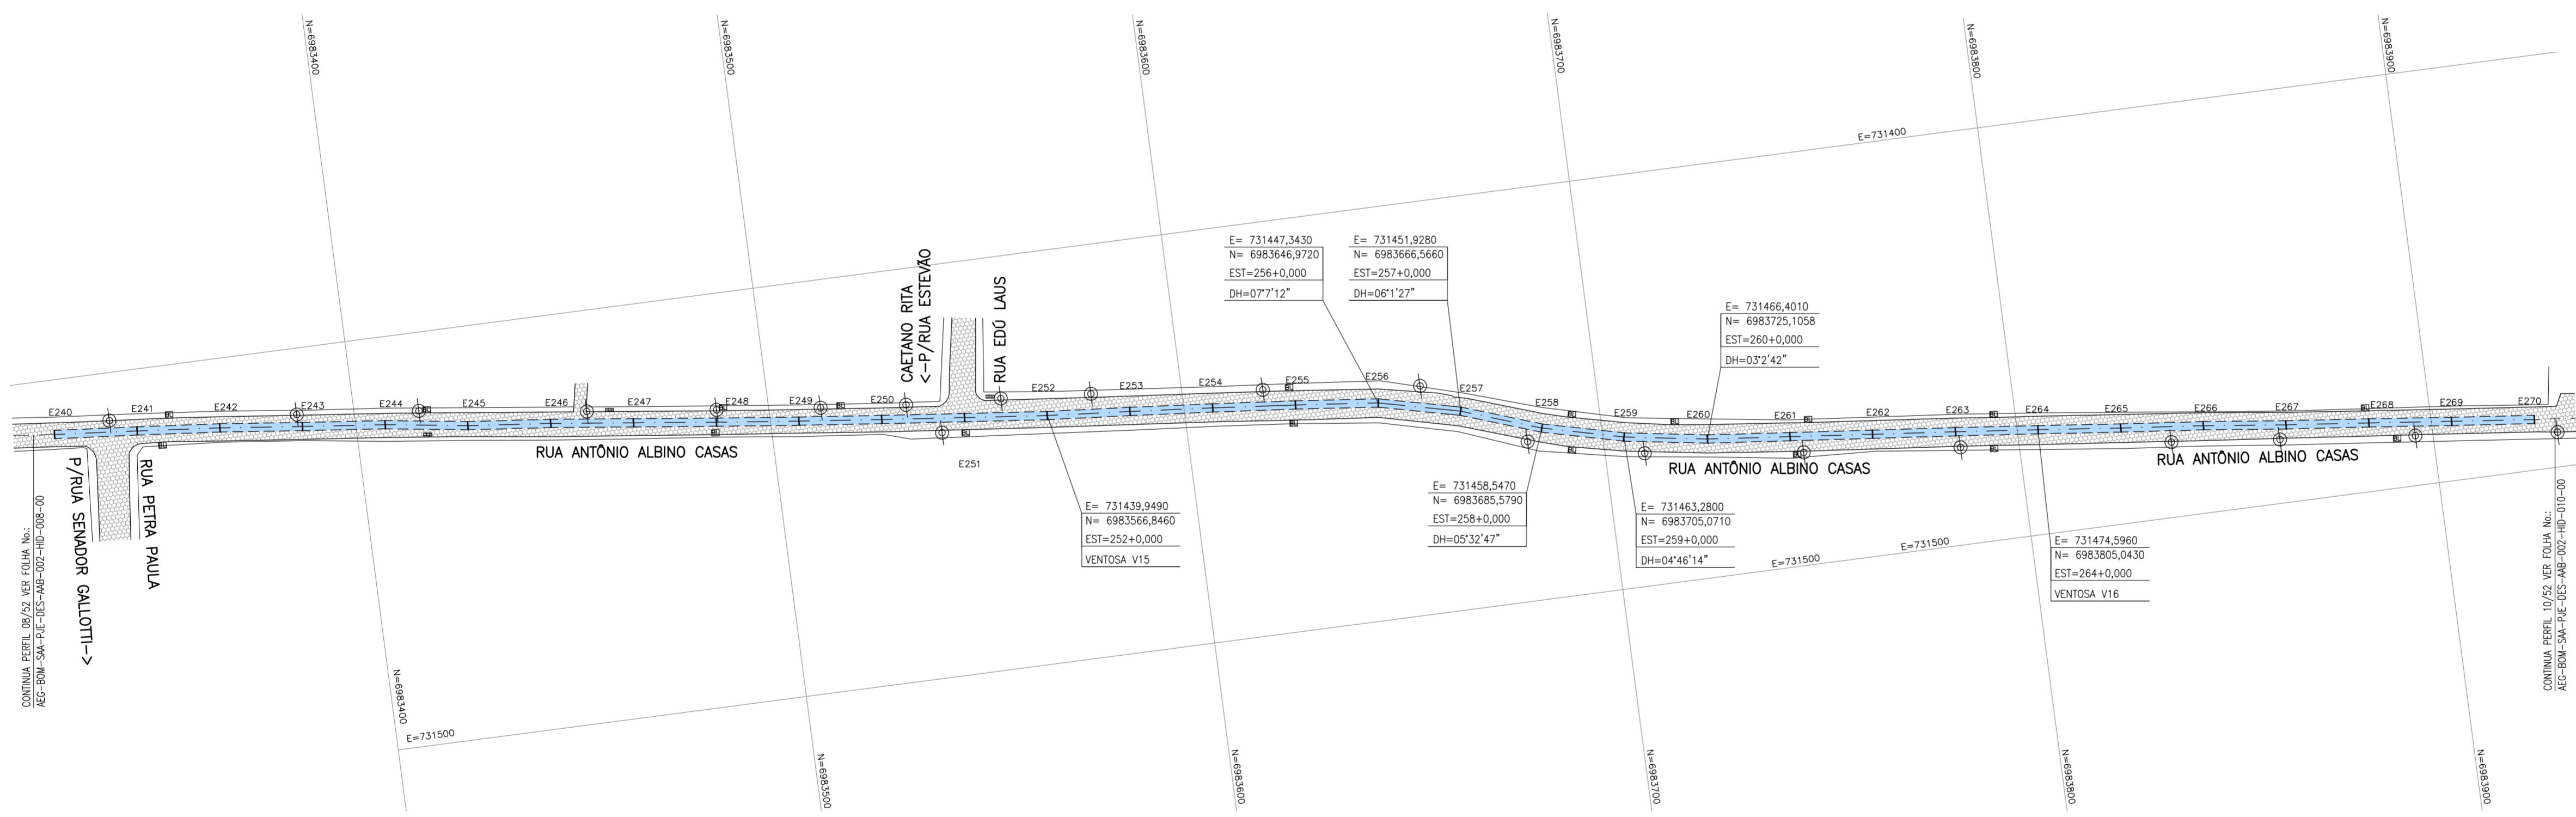 N=6983400
N=6983500
N=6983600
N=6983700
N=6983800
N=6983900
E=731400
E= 731447,3430
N= 6983646,9720
EST=256+0,000
DH=07°7'12"
E= 731451,9280
N= 6983666,5660
EST=257+0,000
DH=06°1'27"
E= 731466,4010
N= 6983725,1058
EST=260+0,000
DH=03°2'42"
CAETANO RITA
<-P/RUA ESTEVÃO
RUA EDÚ LAUS
E240
E241
E242
E243
E244
E245
E246
E247
E248
E249
E250
E251
E252
E253
E254
E255
E256
E257
E258
E259
E260
E261
E262
E263
E264
E265
E266
E267
E268
E269
E270
RUA ANTÔNIO ALBINO CASAS
RUA ANTÔNIO ALBINO CASAS
RUA ANTÔNIO ALBINO CASAS
P/RUA SENADOR GALLOTTI->
RUA PETRA PAULA
CONTINUA PERFIL 08/52 VER FOLHA No.:
AEG-BOM-SAA-PJE-DES-AAB-002-HID-008-00
E= 731439,9490
N= 6983566,8460
EST=252+0,000
VENTOSA V15
E= 731458,5470
N= 6983685,5790
EST=258+0,000
DH=05°32'47"
E= 731463,2800
N= 6983705,0710
EST=259+0,000
DH=04°46'14"
E= 731474,5960
N= 6983805,0430
EST=264+0,000
VENTOSA V16
CONTINUA PERFIL 10/52 VER FOLHA No.:
AEG-BOM-SAA-PJE-DES-AAB-002-HID-010-00
E=731500
E=731500
E=731500
N=6983400
N=6983500
N=6983600
N=6983700
N=6983800
N=6983900